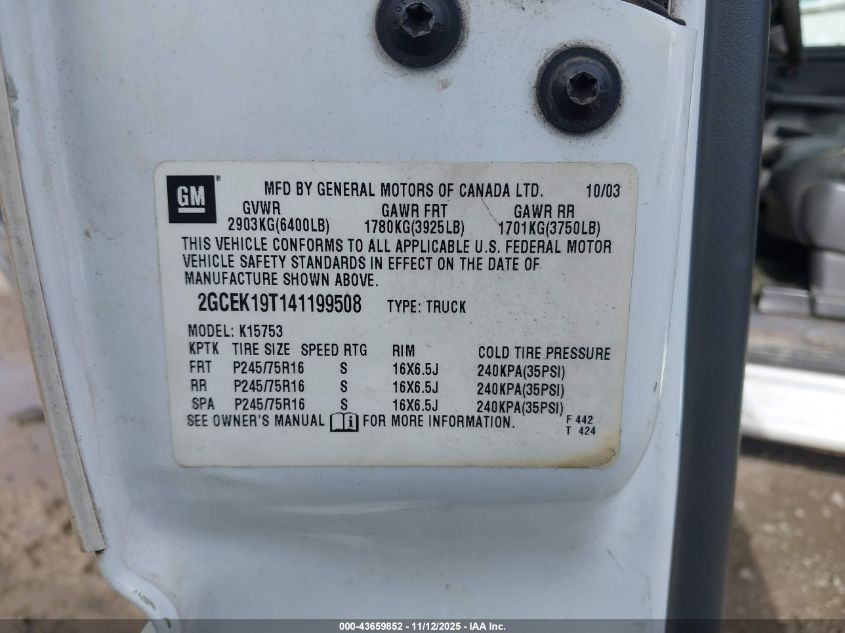 GM ® MFD BY GENERAL MOTORS OF CANADA LTD. 10/03
GVWR GAWR FRT GAWR RR
2903KG(6400LB) 1780KG(3925LB) 1701KG(3750LB)
THIS VEHICLE CONFORMS TO ALL APPLICABLE U.S. FEDERAL MOTOR
VEHICLE SAFETY STANDARDS IN EFFECT ON THE DATE OF
MANUFACTURE SHOWN ABOVE.
2GCEK19T141199508 TYPE: TRUCK
MODEL: K15753
KPTK TIRE SIZE SPEED RTG RIM COLD TIRE PRESSURE
FRT P245/75R16 S 16X6.5J 240KPA(35PSI)
RR P245/75R16 S 16X6.5J 240KPA(35PSI)
SPA P245/75R16 S 16X6.5J 240KPA(35PSI)
SEE OWNER'S MANUAL i FOR MORE INFORMATION. F 442
T 424
000-43659852 - 11/12/2025 - IAA Inc.